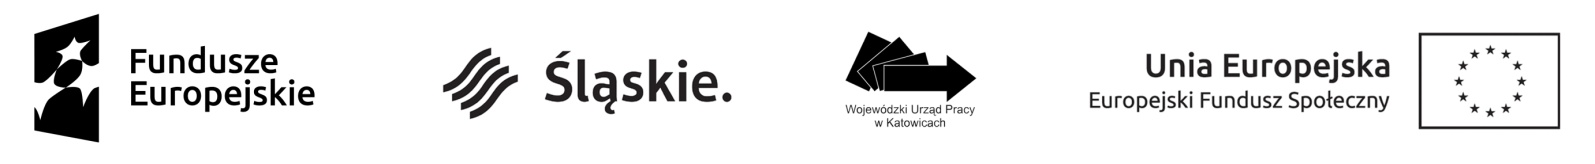 Fundusze
Europejskie
Śląskie.
Wojewódzki Urząd Pracy
w Katowicach
Unia Europejska
Europejski Fundusz Społeczny